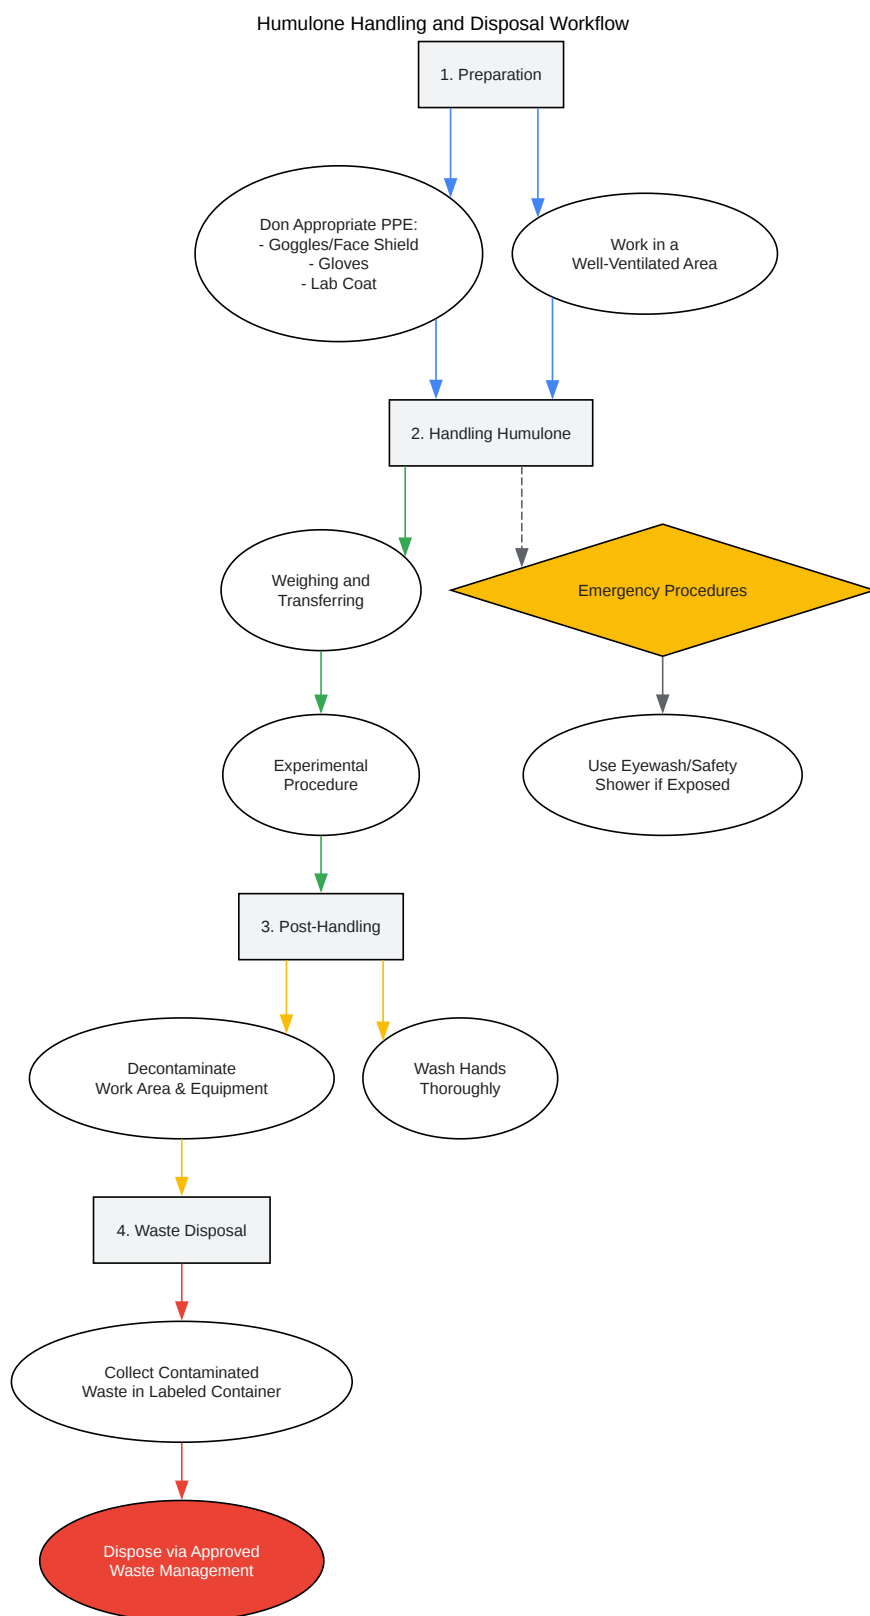 Humulone Handling and Disposal Workflow
1. Preparation
Don Appropriate PPE:
- Goggles/Face Shield
- Gloves
- Lab Coat
Work in a
Well-Ventilated Area
2. Handling Humulone
Weighing and
Transferring
Emergency Procedures
Experimental
Procedure
Use Eyewash/Safety
Shower if Exposed
3. Post-Handling
Decontaminate
Work Area & Equipment
Wash Hands
Thoroughly
4. Waste Disposal
Collect Contaminated
Waste in Labeled Container
Dispose via Approved
Waste Management